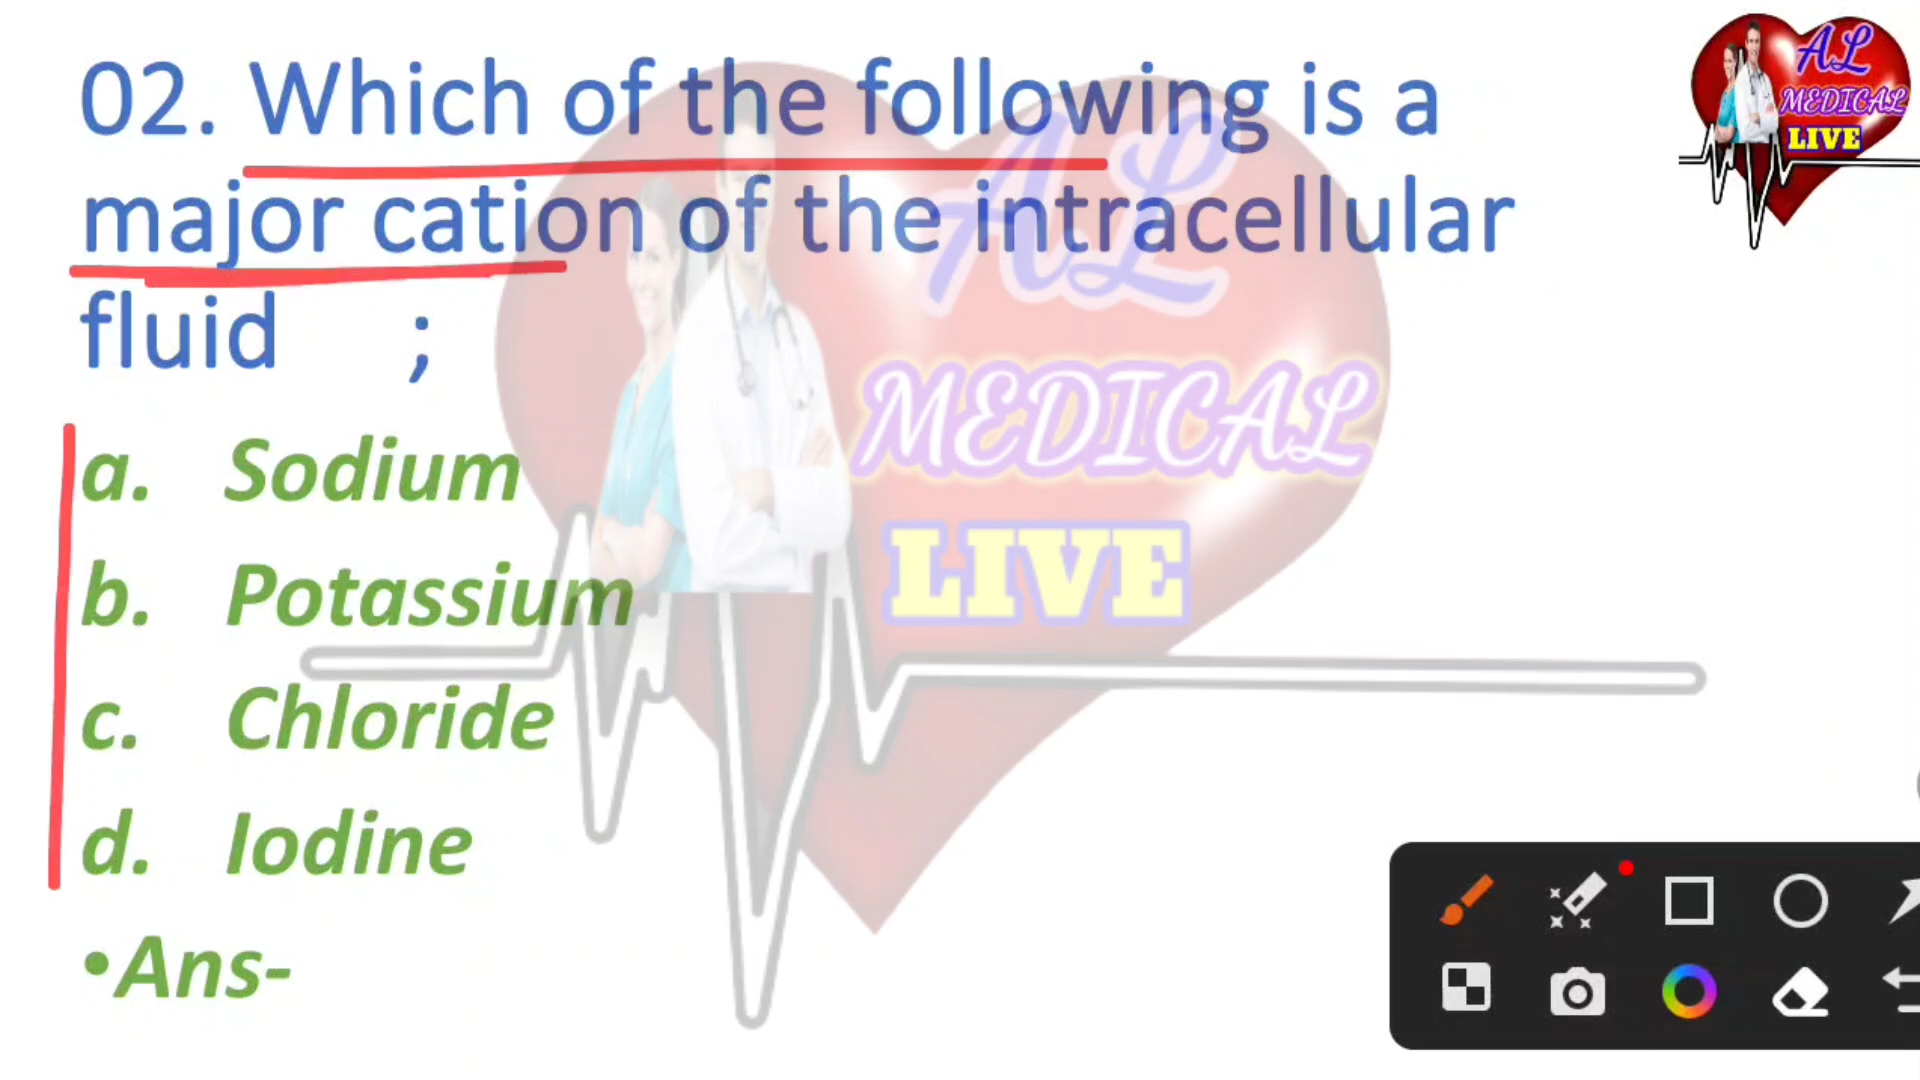 02. Which of the following is a
major cation of the intracellular
fluid ;
a. Sodium
b. Potassium
c. Chloride
d. Iodine
•Ans-
AL
MEDICAL
LIVE
AL
MEDICAL
LIVE